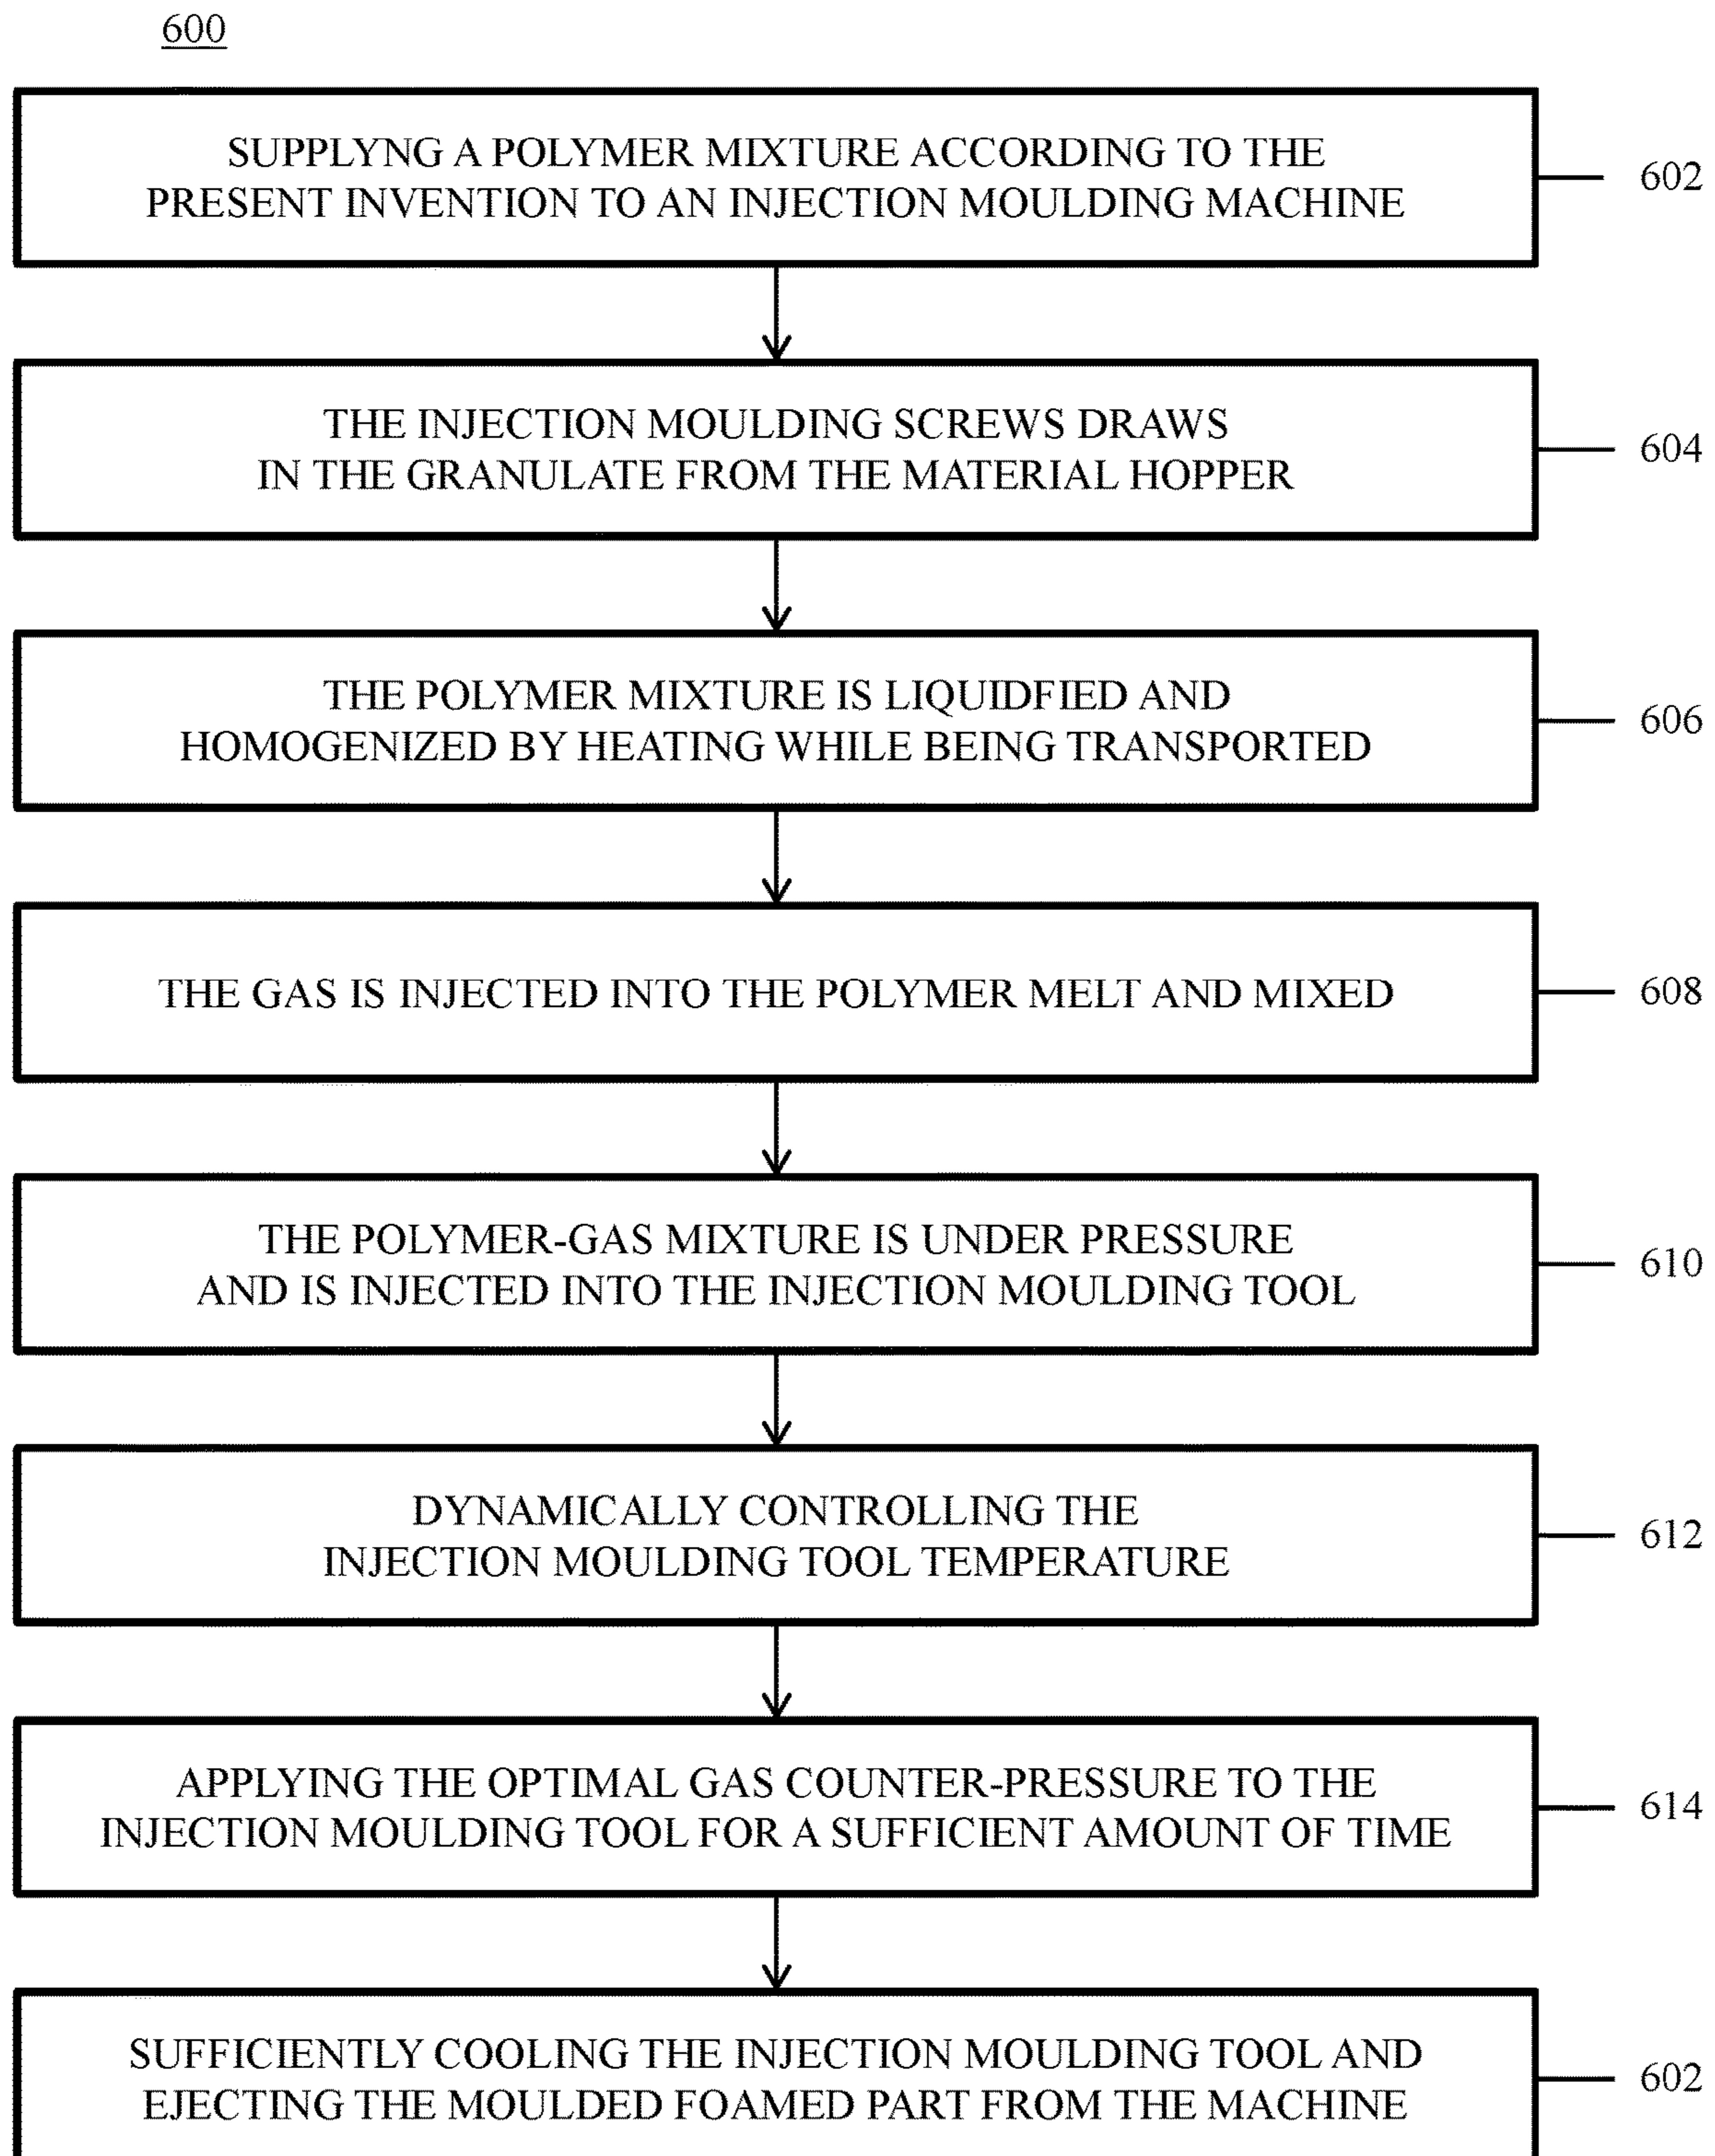 600
SUPPLYNG A POLYMER MIXTURE ACCORDING TO THE
PRESENT INVENTION TO AN INJECTION MOULDING MACHINE
602
THE INJECTION MOULDING SCREWS DRAWS
IN THE GRANULATE FROM THE MATERIAL HOPPER
604
THE POLYMER MIXTURE IS LIQUIDFIED AND
HOMOGENIZED BY HEATING WHILE BEING TRANSPORTED
606
THE GAS IS INJECTED INTO THE POLYMER MELT AND MIXED
608
THE POLYMER-GAS MIXTURE IS UNDER PRESSURE
AND IS INJECTED INTO THE INJECTION MOULDING TOOL
610
DYNAMICALLY CONTROLLING THE
INJECTION MOULDING TOOL TEMPERATURE
612
APPLYING THE OPTIMAL GAS COUNTER-PRESSURE TO THE
INJECTION MOULDING TOOL FOR A SUFFICIENT AMOUNT OF TIME
614
SUFFICIENTLY COOLING THE INJECTION MOULDING TOOL AND
EJECTING THE MOULDED FOAMED PART FROM THE MACHINE
602